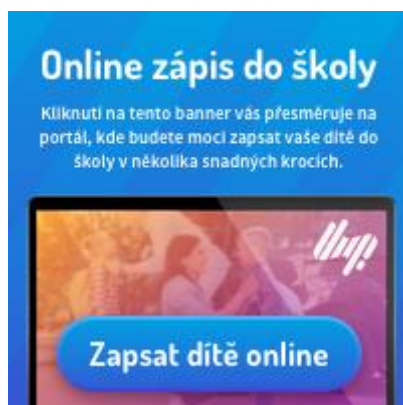 Online zápis do školy
Kliknutí na tento banner vás přesměruje na
portál, kde budete moci zapsat vaše dítě do
školy v několika snadných krocích.
Zapsat dítě online